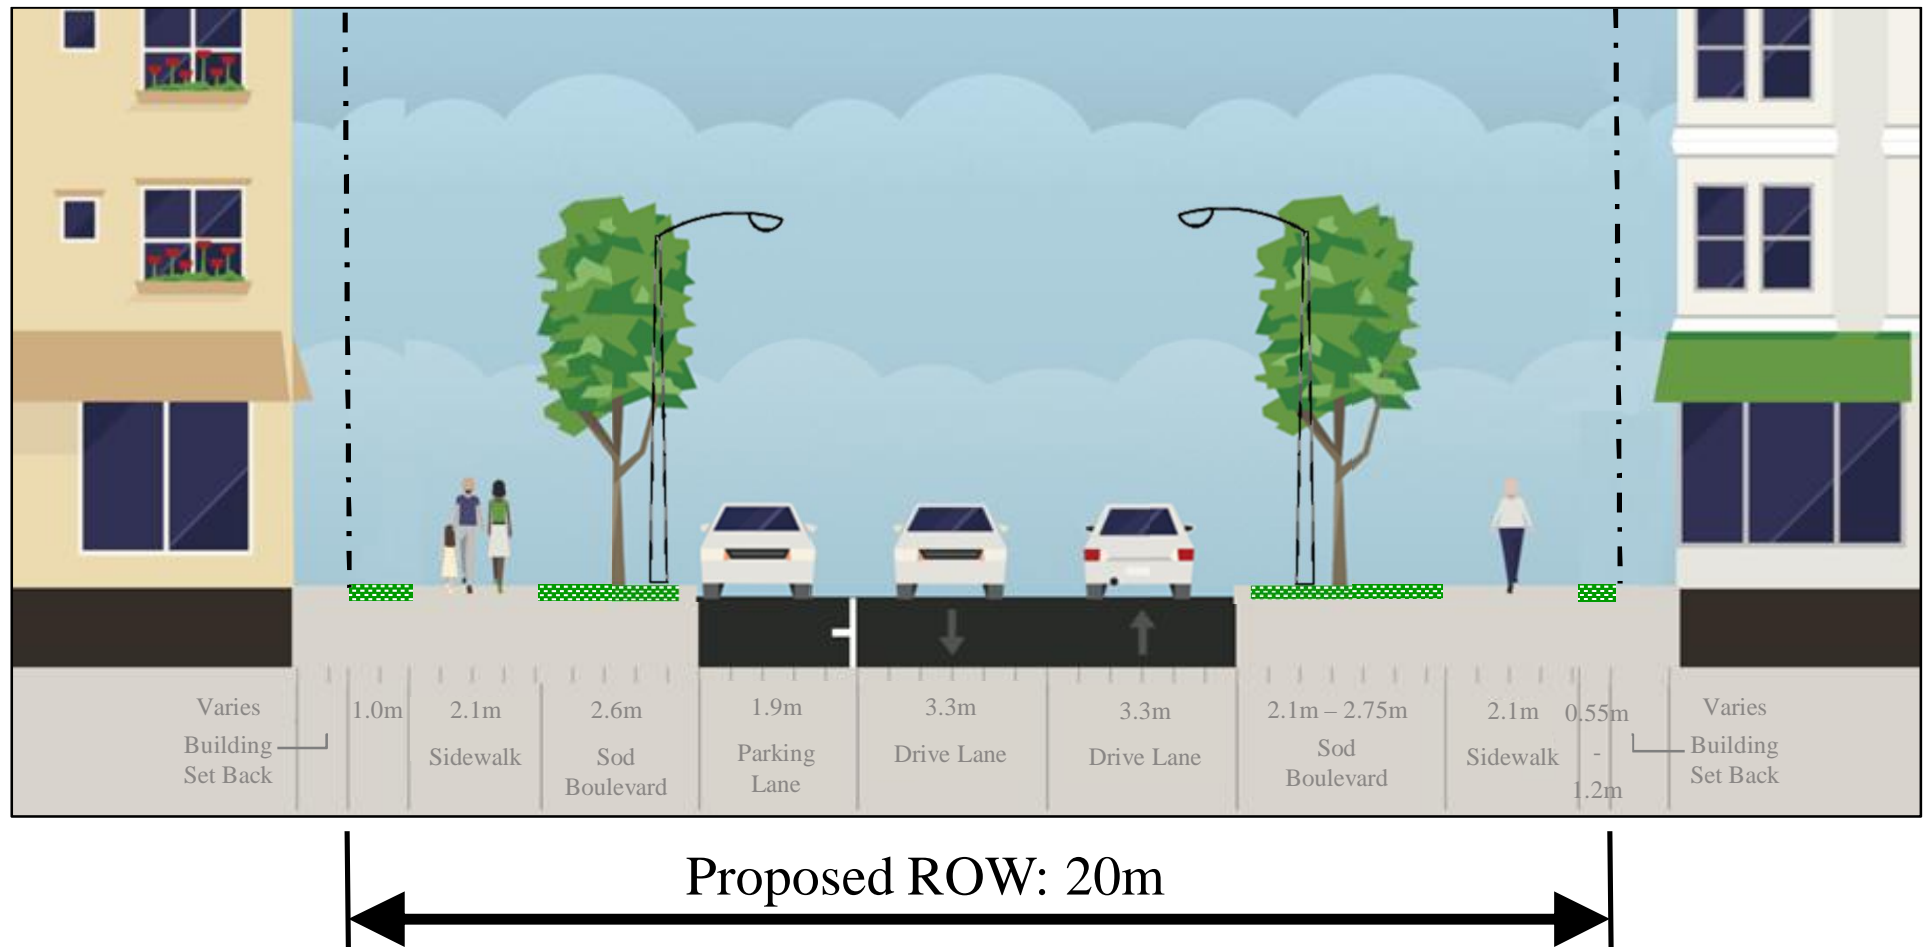 Varies
Building
Set Back
1.0m
2.1m
Sidewalk
2.6m
Sod
Boulevard
1.9m
Parking
Lane
3.3m
Drive Lane
3.3m
Drive Lane
2.1m – 2.75m
Sod
Boulevard
2.1m
Sidewalk
0.55m
-
1.2m
Varies
Building
Set Back
Proposed ROW: 20m